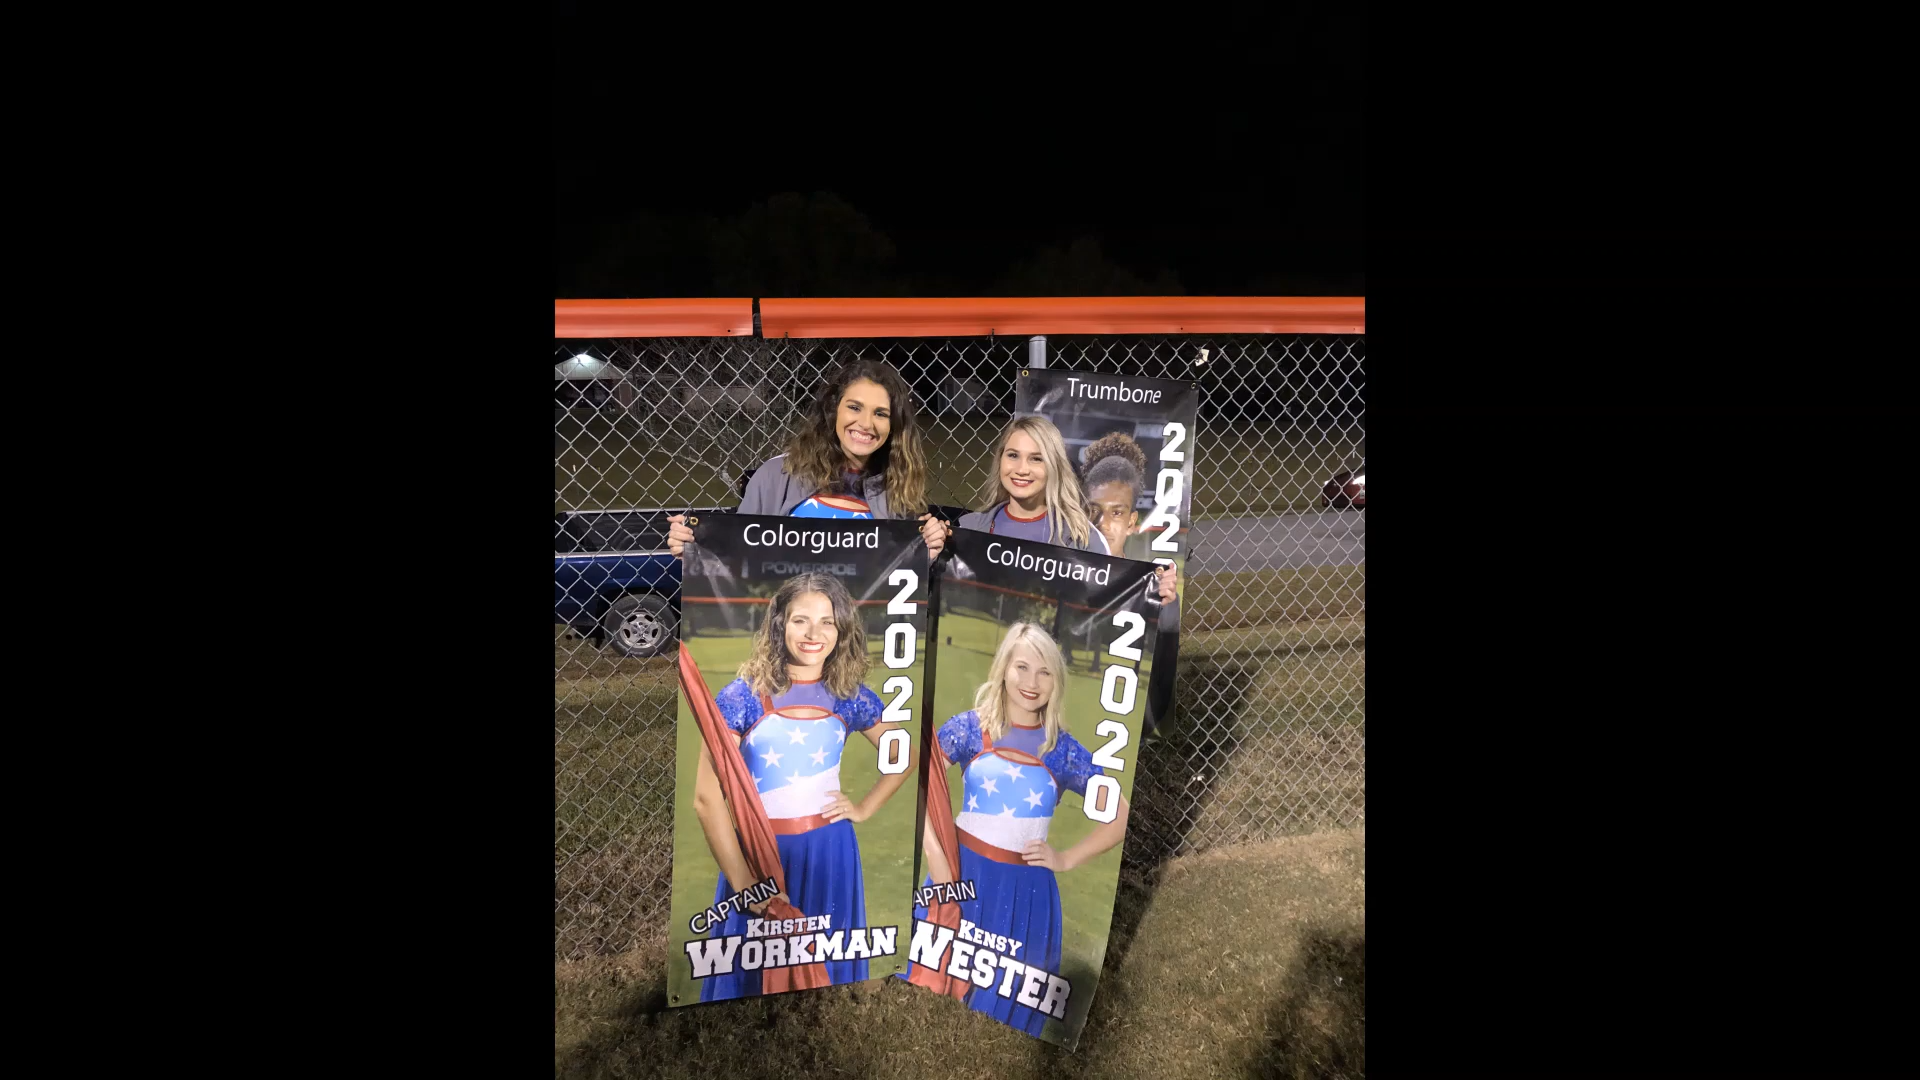 Trumbone
202
Colorguard
POWERADE
2020
CAPTAIN
KIRSTEN
WORKMAN
Colorguard
2020
APTAIN
KENSY
WESTER